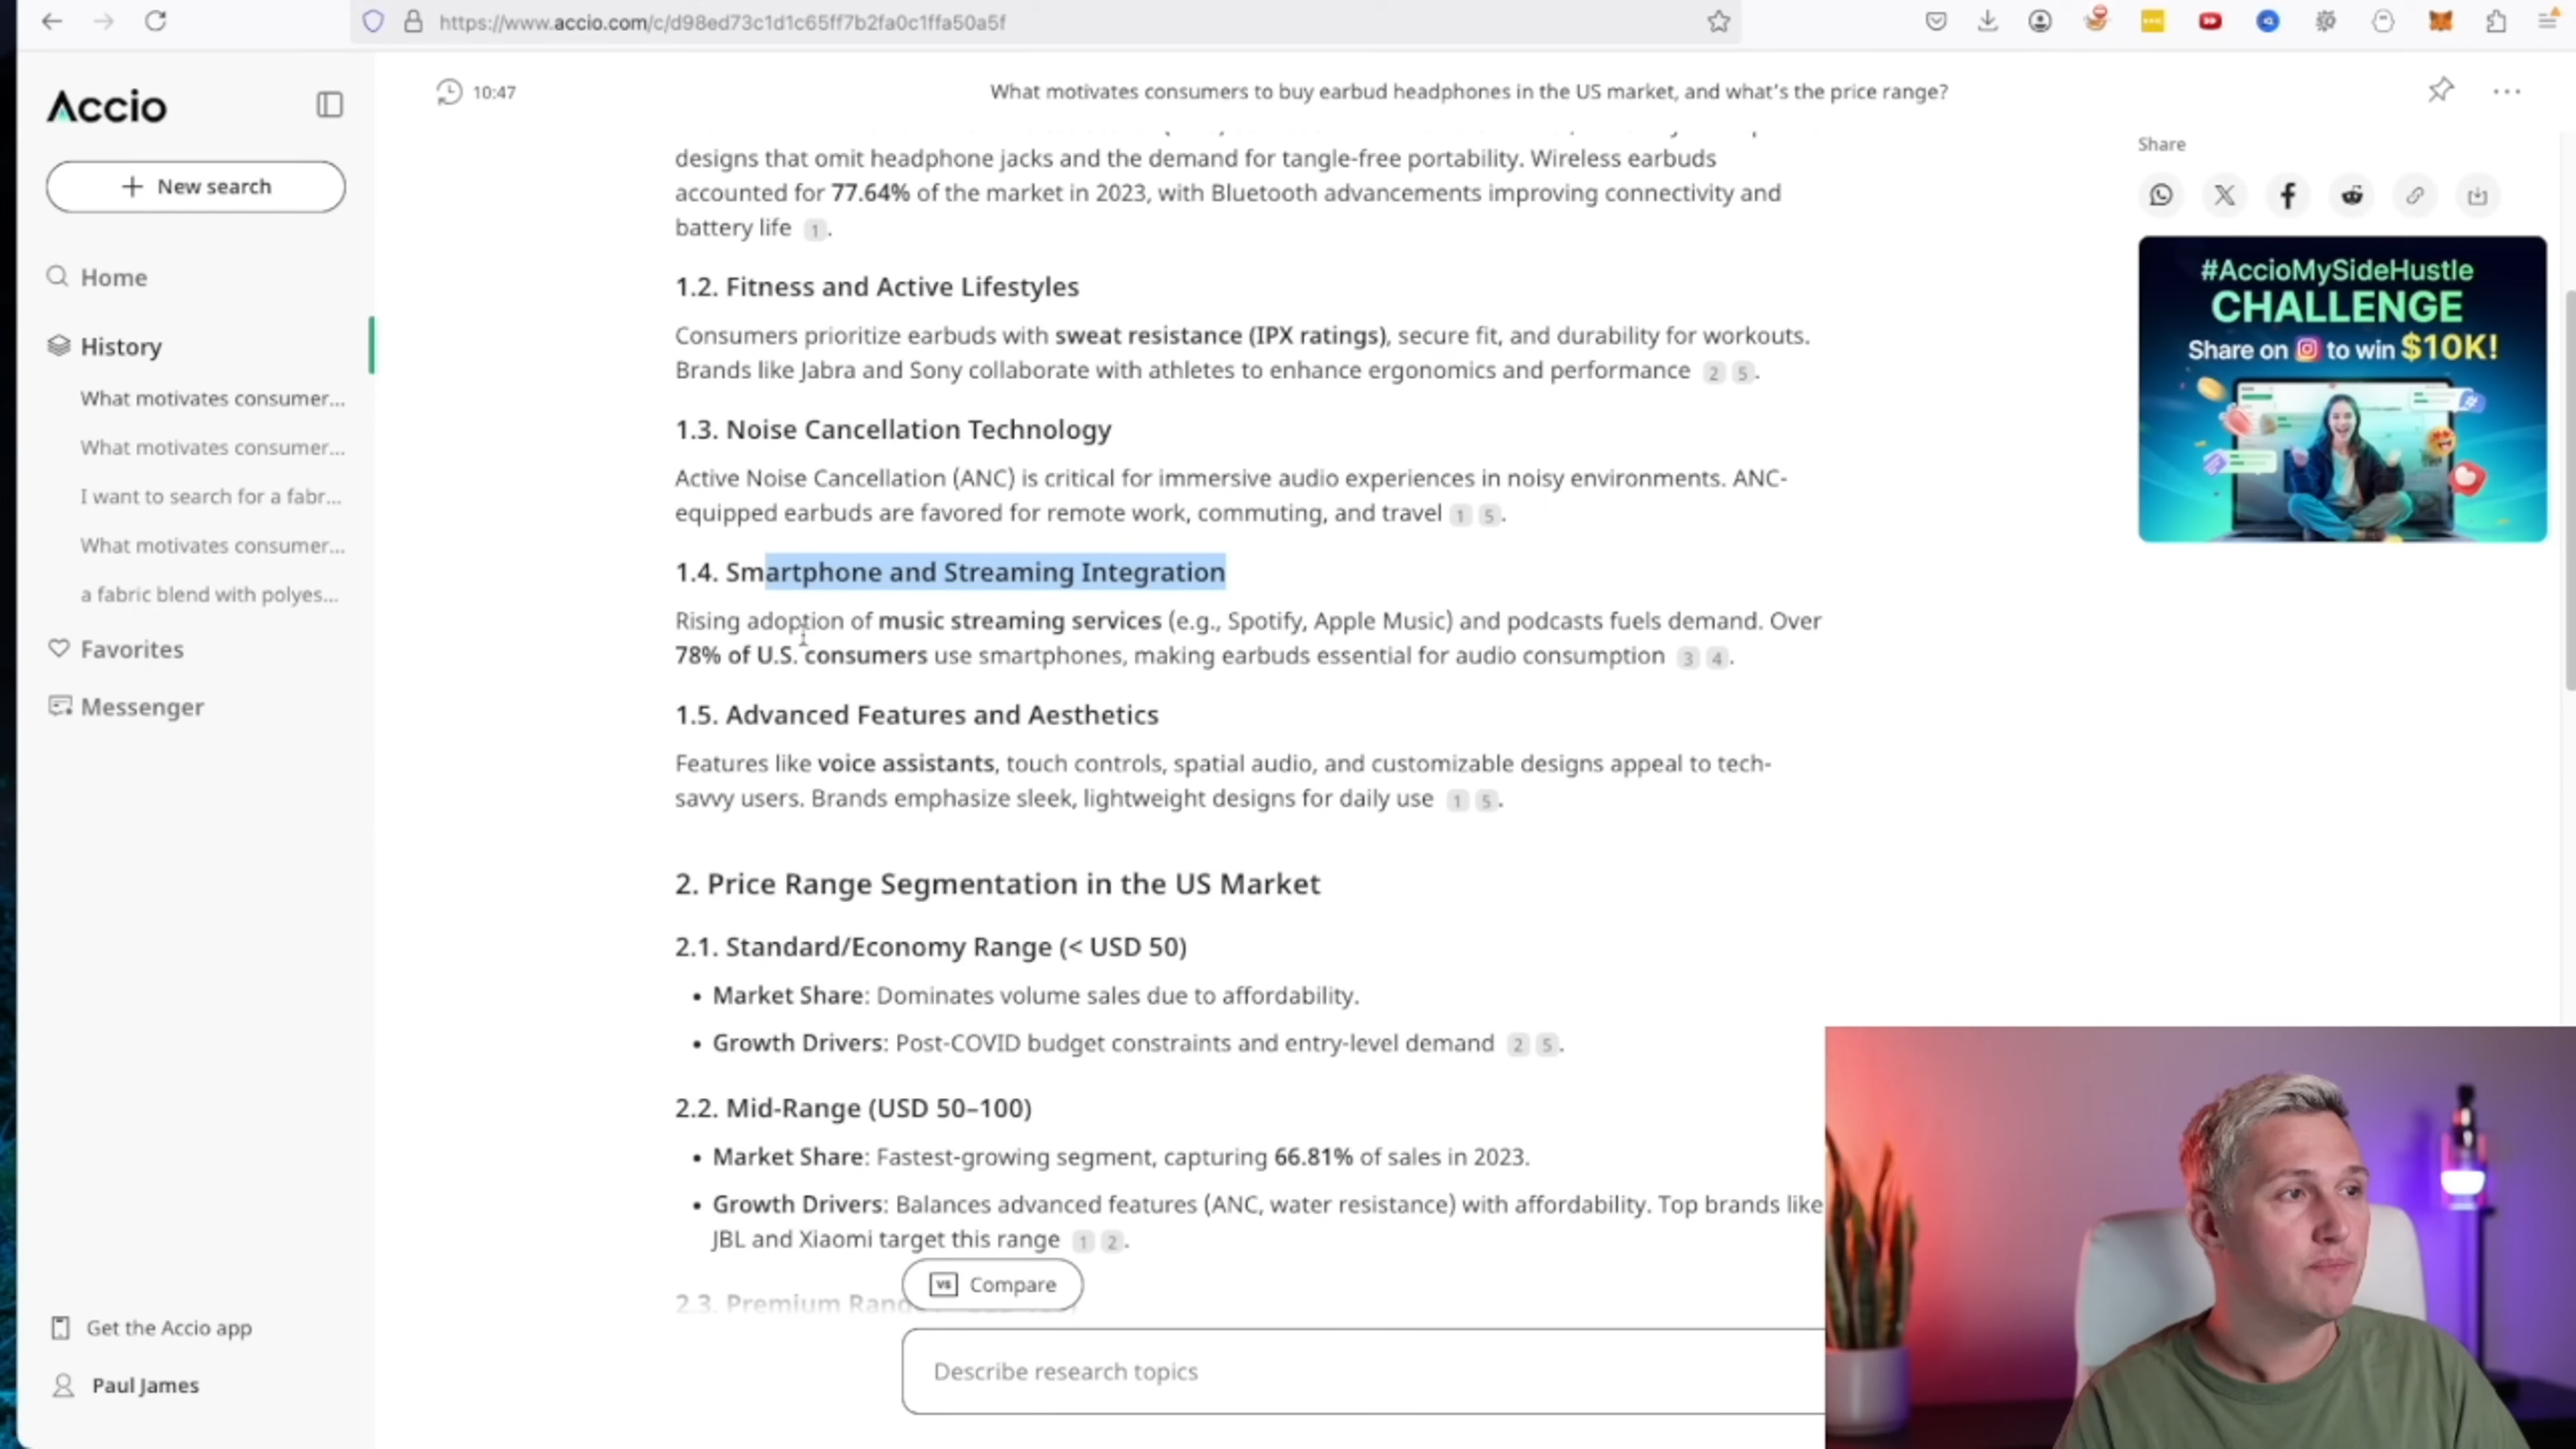 https://www.accio.com/c/d98ed73c1d1c65ff7b2fa0c1ffa50a5f
Accio
New search
Home
History
What motivates consumer...
What motivates consumer...
I want to search for a fabr...
What motivates consumer...
a fabric blend with polyes...
Favorites
Messenger
Get the Accio app
Paul James
10:47
What motivates consumers to buy earbud headphones in the US market, and what's the price range?
designs that omit headphone jacks and the demand for tangle-free portability. Wireless earbuds
accounted for 77.64% of the market in 2023, with Bluetooth advancements improving connectivity and
battery life 1.
1.2. Fitness and Active Lifestyles
Consumers prioritize earbuds with sweat resistance (IPX ratings), secure fit, and durability for workouts.
Brands like Jabra and Sony collaborate with athletes to enhance ergonomics and performance 2 5.
1.3. Noise Cancellation Technology
Active Noise Cancellation (ANC) is critical for immersive audio experiences in noisy environments. ANC-
equipped earbuds are favored for remote work, commuting, and travel 1 5.
1.4. Smartphone and Streaming Integration
Rising adoption of music streaming services (e.g., Spotify, Apple Music) and podcasts fuels demand. Over
78% of U.S. consumers use smartphones, making earbuds essential for audio consumption 3 4.
1.5. Advanced Features and Aesthetics
Features like voice assistants, touch controls, spatial audio, and customizable designs appeal to tech-
savvy users. Brands emphasize sleek, lightweight designs for daily use 1 5.
2. Price Range Segmentation in the US Market
2.1. Standard/Economy Range (< USD 50)
• Market Share: Dominates volume sales due to affordability.
• Growth Drivers: Post-COVID budget constraints and entry-level demand 2 5.
2.2. Mid-Range (USD 50–100)
• Market Share: Fastest-growing segment, capturing 66.81% of sales in 2023.
• Growth Drivers: Balances advanced features (ANC, water resistance) with affordability. Top brands like
JBL and Xiaomi target this range 1 2.
2.3. Premium Rang
VS Compare
Describe research topics
Share
#AccioMySideHustle
CHALLENGE
Share on to win $10K!